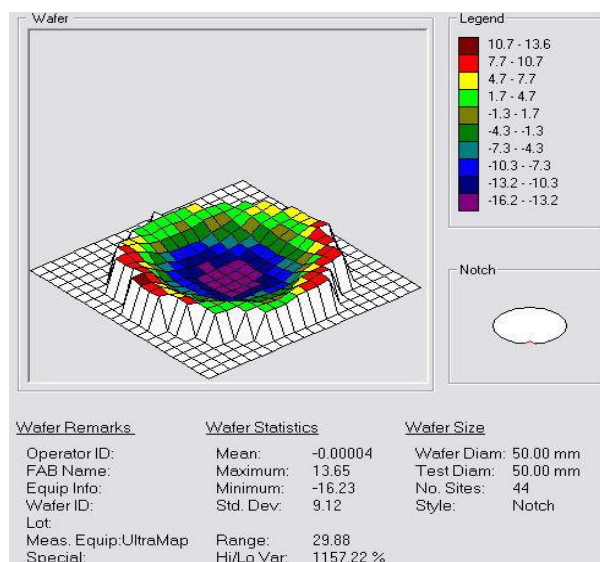 Wafer
Legend
10.7 - 13.6
7.7 - 10.7
4.7 - 7.7
1.7 - 4.7
-1.3 - 1.7
-4.3 - -1.3
-7.3 - -4.3
-10.3 - -7.3
-13.2 - -10.3
-16.2 - -13.2
Notch
Wafer Remarks
Operator ID:
FAB Name:
Equip Info:
Wafer ID:
Lot:
Meas. Equip:UltraMap
Special:
Wafer Statistics
Mean: -0.00004
Maximum: 13.65
Minimum: -16.23
Std. Dev: 9.12
Range: 29.88
Hi/Lo Var: 1157.22 %
Wafer Size
Wafer Diam: 50.00 mm
Test Diam: 50.00 mm
No. Sites: 44
Style: Notch